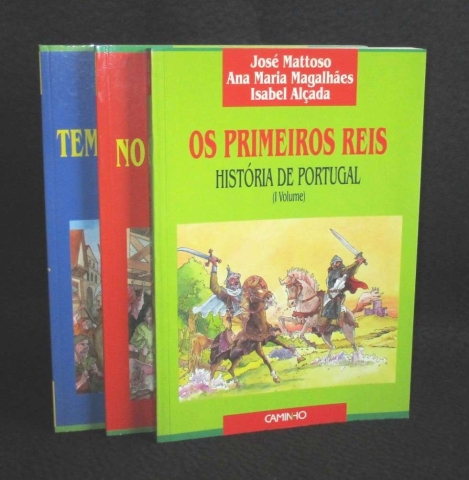 TEM
NO
José Mattoso
Ana Maria Magalhães
Isabel Alçada
OS PRIMEIROS REIS
HISTÓRIA DE PORTUGAL
(I Volume)
CAMINHO